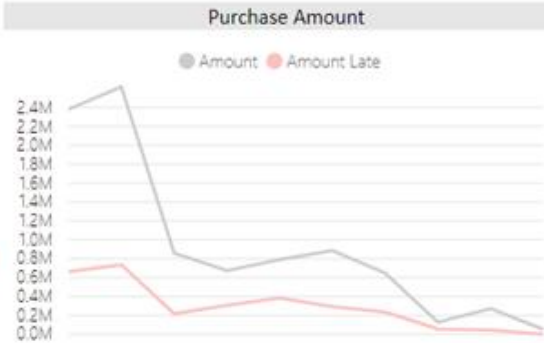 Purchase Amount
Amount Amount Late
2.4M
2.2M
2.0M
1.8M
1.6M
1.4M
1.2M
1.0M
0.8M
0.6M
0.4M
0.2M
0.0M